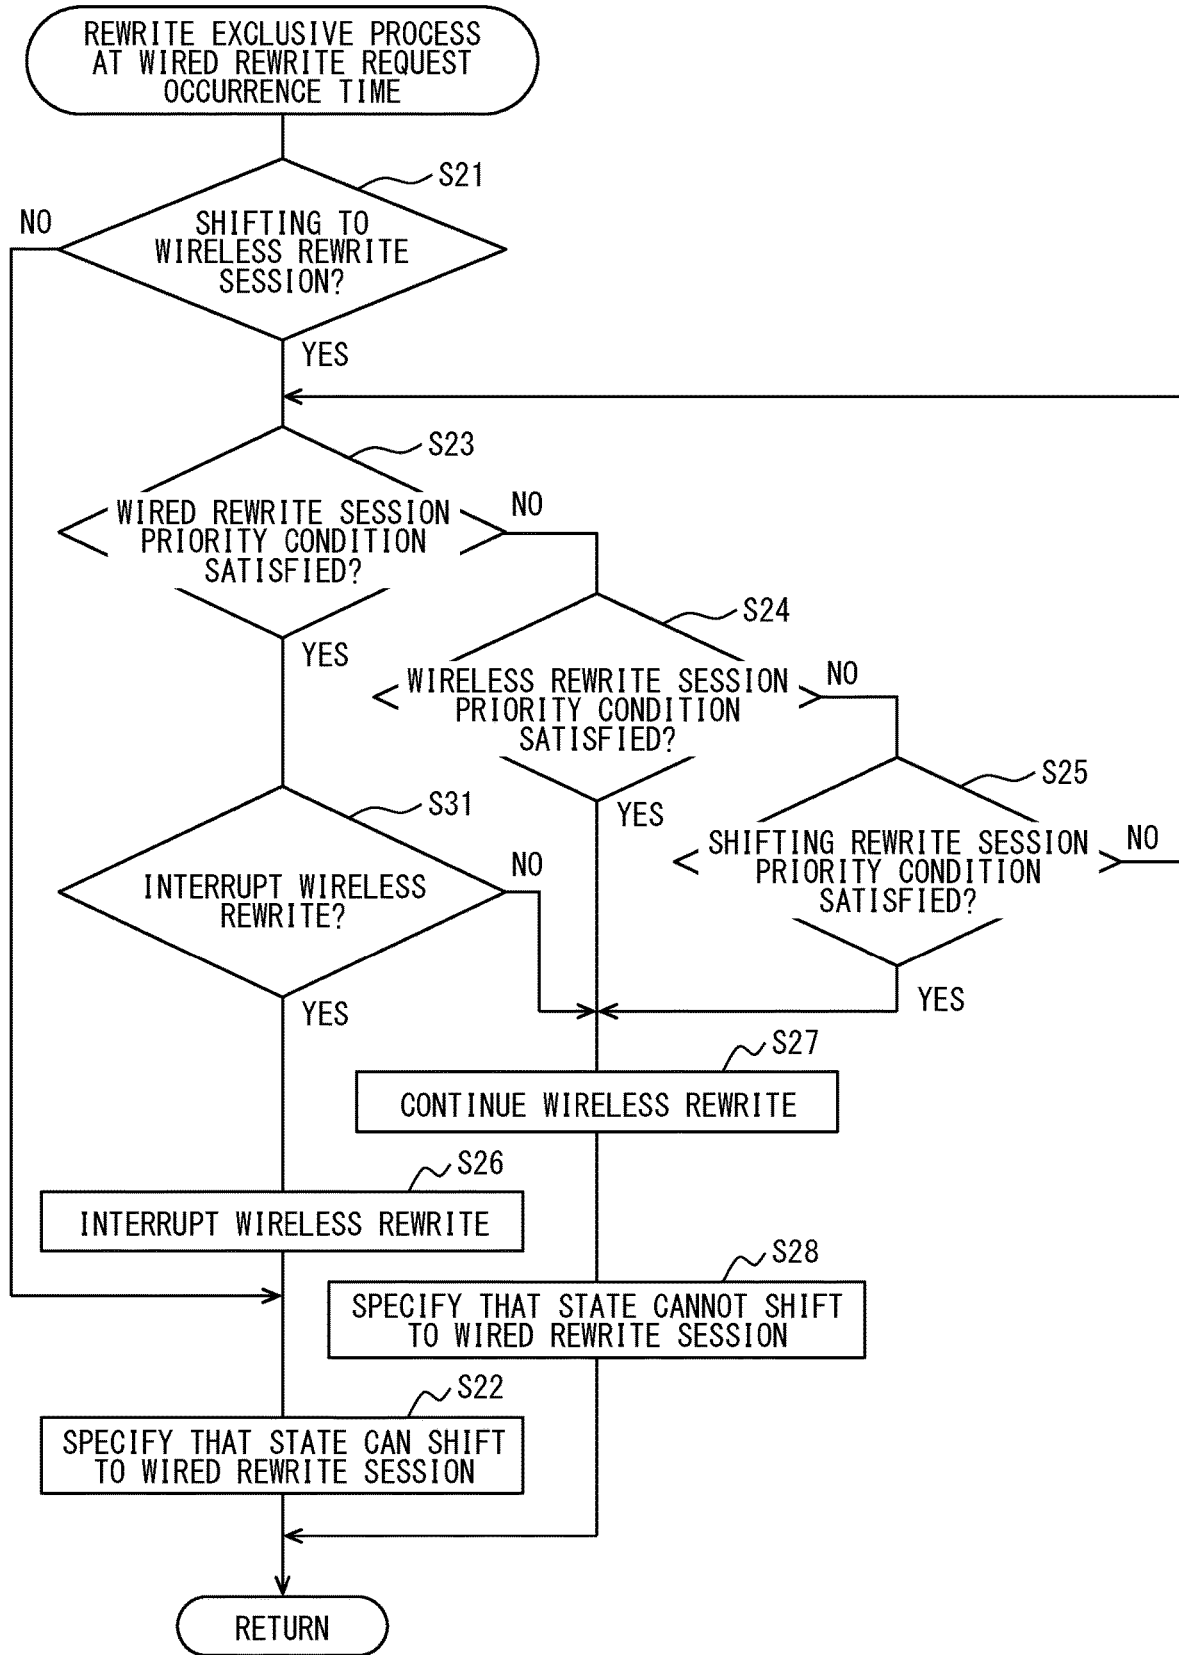 REWRITE EXCLUSIVE PROCESS
AT WIRED REWRITE REQUEST
OCCURRENCE TIME
S21
NO
SHIFTING TO
WIRELESS REWRITE
SESSION?
YES
S23
WIRED REWRITE SESSION
PRIORITY CONDITION
SATISFIED?
NO
YES
S24
WIRELESS REWRITE SESSION
PRIORITY CONDITION
SATISFIED?
NO
YES
S25
SHIFTING REWRITE SESSION
PRIORITY CONDITION
SATISFIED?
NO
YES
S31
INTERRUPT WIRELESS
REWRITE?
NO
YES
S27
CONTINUE WIRELESS REWRITE
S26
INTERRUPT WIRELESS REWRITE
S28
SPECIFY THAT STATE CANNOT SHIFT
TO WIRED REWRITE SESSION
S22
SPECIFY THAT STATE CAN SHIFT
TO WIRED REWRITE SESSION
RETURN